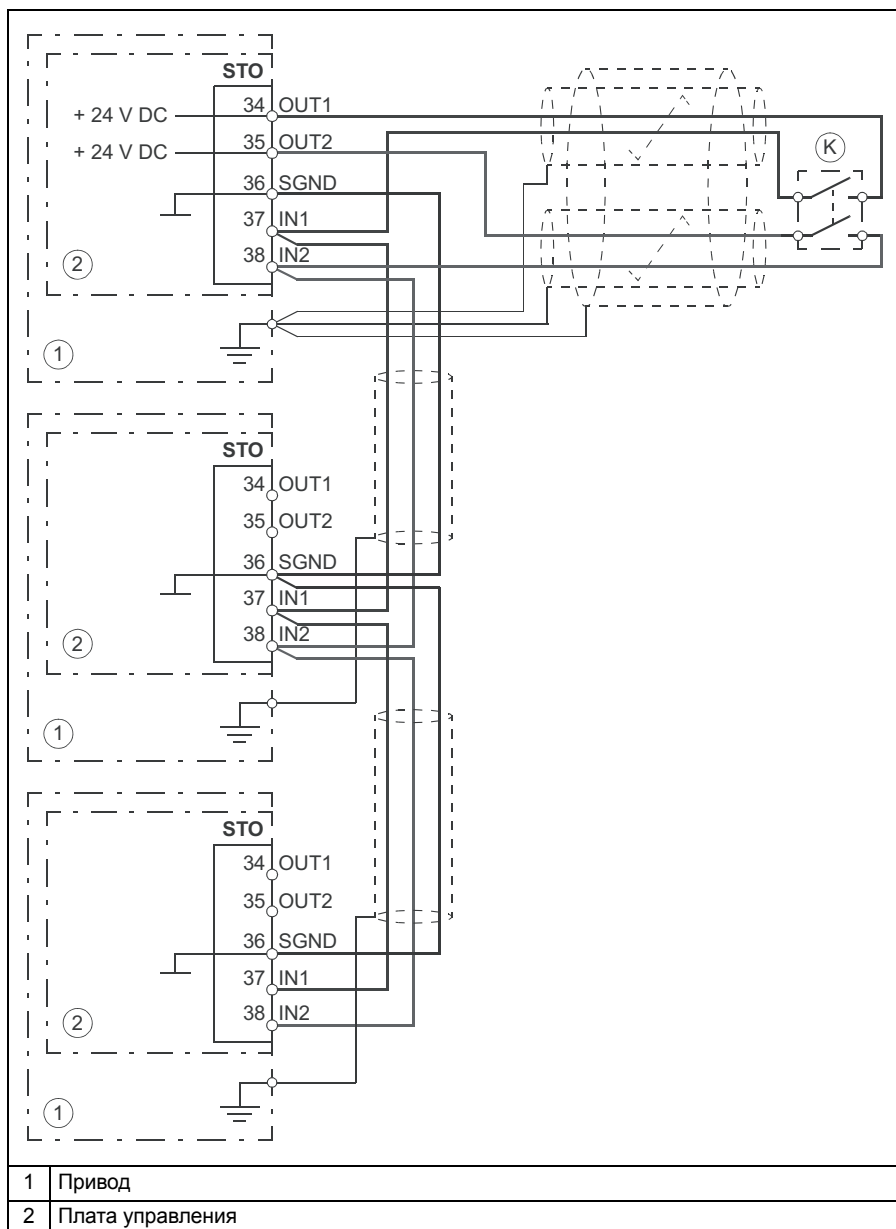 STO
+ 24 V DC
34 OUT1
+ 24 V DC
35 OUT2
36 SGND
37 IN1
38 IN2
2
1
K
STO
34 OUT1
35 OUT2
36 SGND
37 IN1
38 IN2
2
1
STO
34 OUT1
35 OUT2
36 SGND
37 IN1
38 IN2
2
1
1 Привод
2 Плата управления